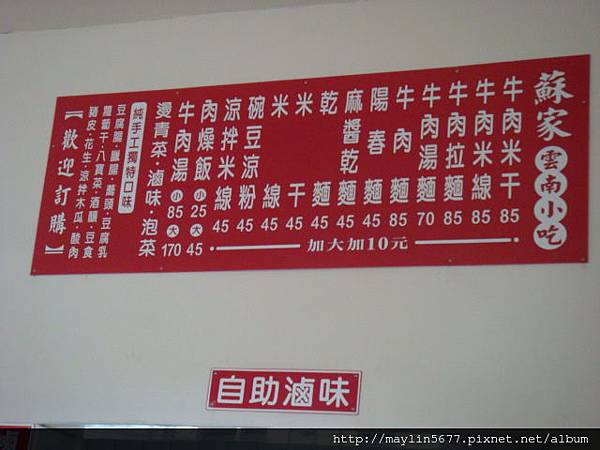 蘇家
雲南小吃
牛肉米干 85
牛肉米線 85
牛肉拉麵 85
牛肉湯麵 70
牛肉麵 85
陽春麵 45
麻醬乾麵 45
乾麵 45
米干 45
米線 45
碗豆涼粉 45
涼拌米線 45
加大加10元
肉燥飯 小25 大45
牛肉湯 小85 大170
燙青菜·滷味·泡菜
純手工獨特口味
豆腐腸·臘腸·蕎頭·豆腐乳
蘿蔔干·八寶菜·酒釀·豆食
豬皮·花生·涼拌木瓜·酸肉
【歡迎訂購】
自助滷味
http://maylin5677.pixnet.net/album